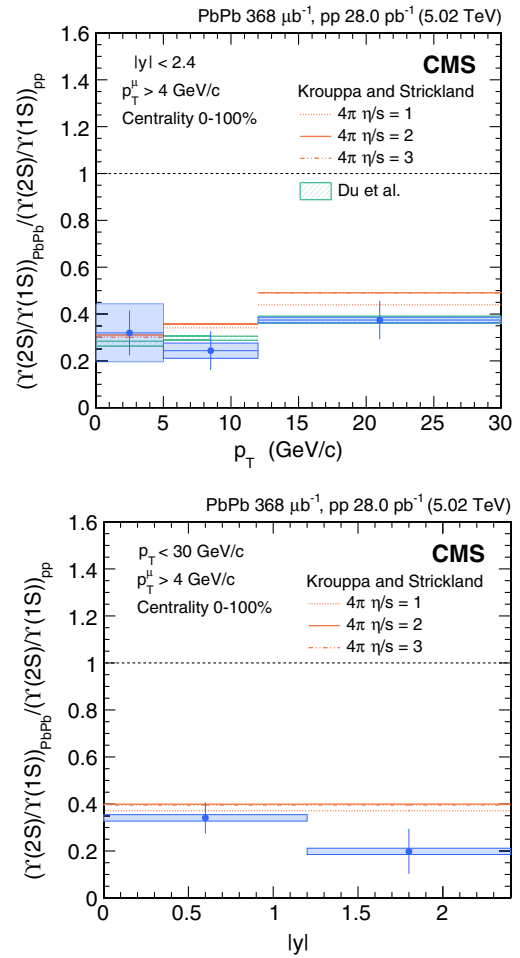 PbPb 368 μb⁻¹, pp 28.0 pb⁻¹ (5.02 TeV)
(ϒ(2S)/ϒ(1S))_PbPb/(ϒ(2S)/ϒ(1S))_pp
1.6
1.4
1.2
1
0.8
0.6
0.4
0.2
0
|y| < 2.4
p_T^μ > 4 GeV/c
Centrality 0-100%
CMS
Krouppa and Strickland
4π η/s = 1
4π η/s = 2
4π η/s = 3
Du et al.
0 5 10 15 20 25 30
p_T (GeV/c)
PbPb 368 μb⁻¹, pp 28.0 pb⁻¹ (5.02 TeV)
(ϒ(2S)/ϒ(1S))_PbPb/(ϒ(2S)/ϒ(1S))_pp
1.6
1.4
1.2
1
0.8
0.6
0.4
0.2
0
p_T < 30 GeV/c
p_T^μ > 4 GeV/c
Centrality 0-100%
CMS
Krouppa and Strickland
4π η/s = 1
4π η/s = 2
4π η/s = 3
0 0.5 1 1.5 2
|y|